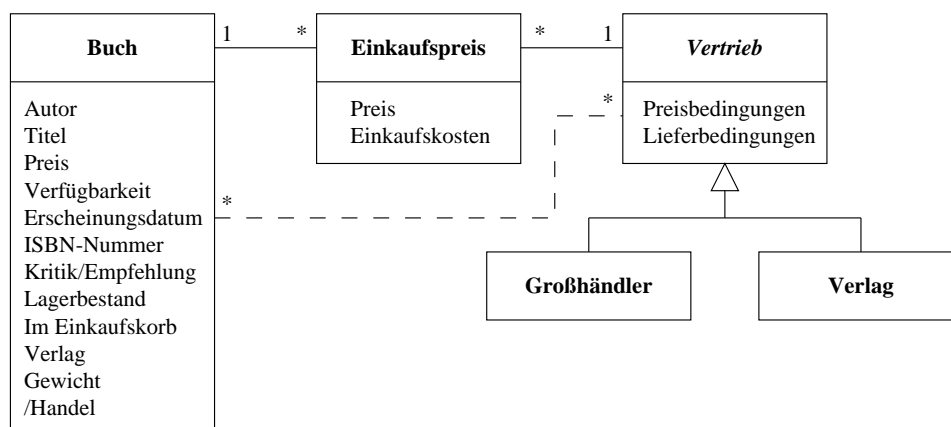 Buch
1
*
Einkaufspreis
*
1
Vertrieb
Autor
Titel
Preis
Verfügbarkeit
Erscheinungsdatum
ISBN-Nummer
Kritik/Empfehlung
Lagerbestand
Im Einkaufskorb
Verlag
Gewicht
/Handel
Preis
Einkaufskosten
*
Preisbedingungen
Lieferbedingungen
*
Großhändler
Verlag